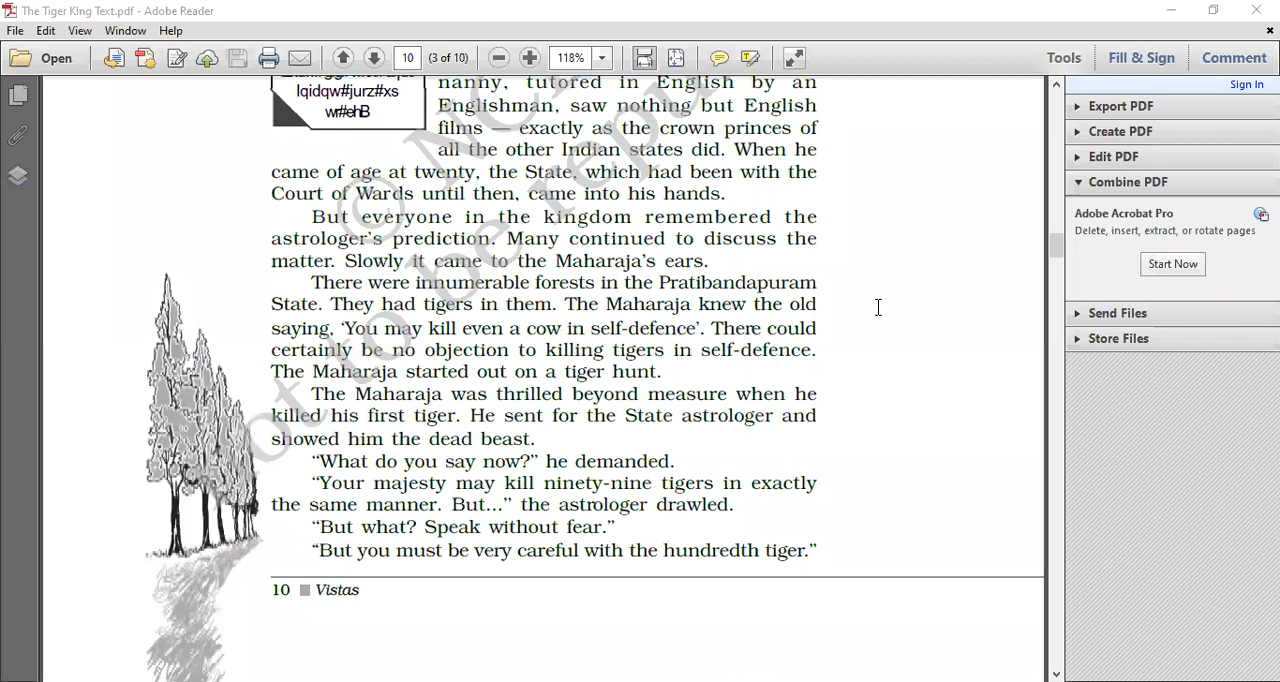 The Tiger KIng Text.pdf - Adobe Reader
File Edit View Window Help
Open 10 (3 of 10) 118% Tools Fill & Sign Comment
Sign In
Export PDF
Create PDF
Edit PDF
Combine PDF
Adobe Acrobat Pro
Delete, insert, extract, or rotate pages
Start Now
Send Files
Store Files
lqidqw#jurz#xs
wr#ehB
nanny, tutored in English by an
Englishman, saw nothing but English
films — exactly as the crown princes of
all the other Indian states did. When he
came of age at twenty, the State, which had been with the
Court of Wards until then, came into his hands.
But everyone in the kingdom remembered the
astrologer's prediction. Many continued to discuss the
matter. Slowly it came to the Maharaja's ears.
There were innumerable forests in the Pratibandapuram
State. They had tigers in them. The Maharaja knew the old
saying, 'You may kill even a cow in self-defence'. There could
certainly be no objection to killing tigers in self-defence.
The Maharaja started out on a tiger hunt.
The Maharaja was thrilled beyond measure when he
killed his first tiger. He sent for the State astrologer and
showed him the dead beast.
“What do you say now?” he demanded.
“Your majesty may kill ninety-nine tigers in exactly
the same manner. But...” the astrologer drawled.
“But what? Speak without fear.”
“But you must be very careful with the hundredth tiger.”
10 Vistas